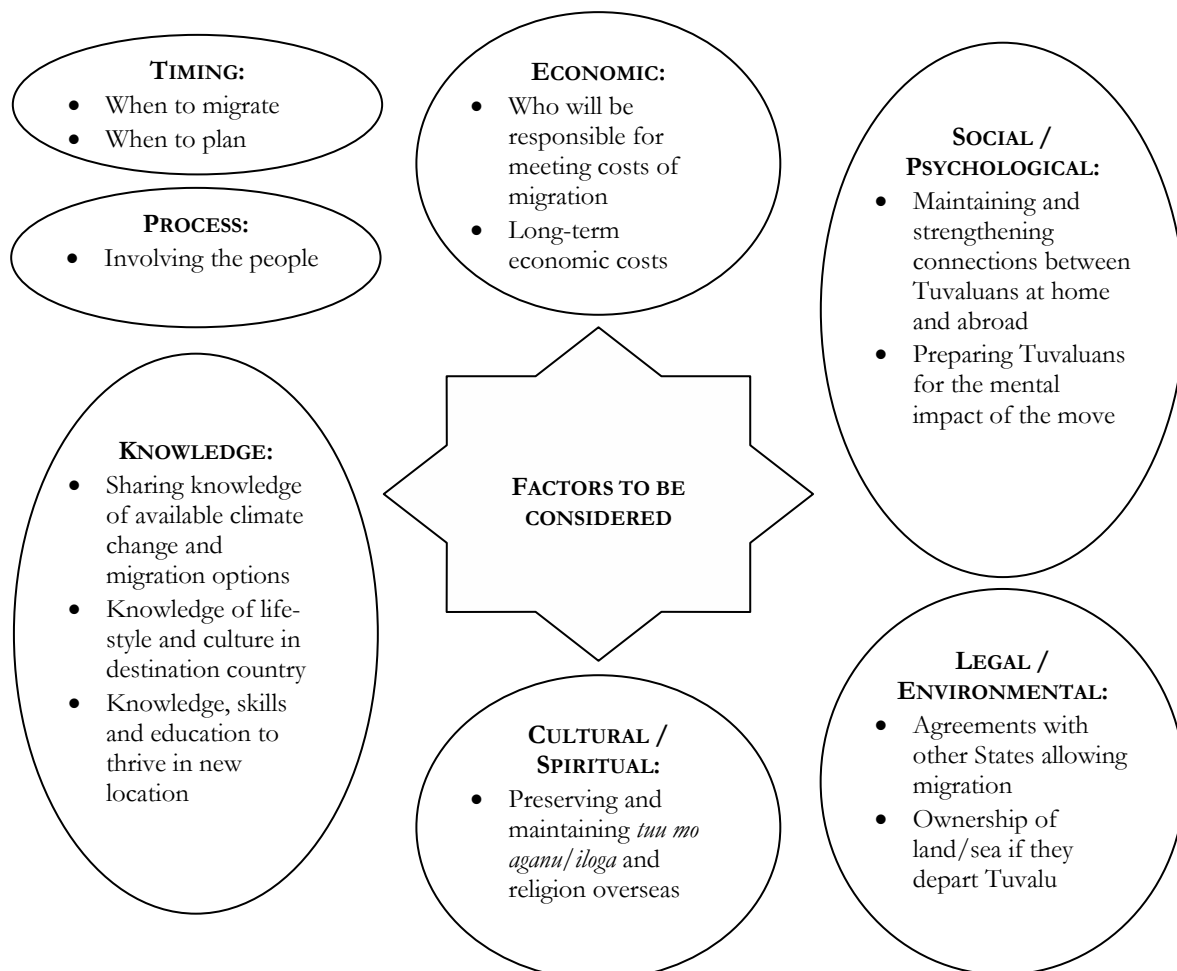 TIMING:
• When to migrate
• When to plan
PROCESS:
• Involving the people
ECONOMIC:
• Who will be
responsible for
meeting costs of
migration
• Long-term
economic costs
SOCIAL /
PSYCHOLOGICAL:
• Maintaining and
strengthening
connections between
Tuvaluans at home
and abroad
• Preparing Tuvaluans
for the mental
impact of the move
KNOWLEDGE:
• Sharing knowledge
of available climate
change and
migration options
• Knowledge of life-
style and culture in
destination country
• Knowledge, skills
and education to
thrive in new
location
FACTORS TO BE
CONSIDERED
CULTURAL /
SPIRITUAL:
• Preserving and
maintaining tuu mo
aganu/iloga and
religion overseas
LEGAL /
ENVIRONMENTAL:
• Agreements with
other States allowing
migration
• Ownership of
land/sea if they
depart Tuvalu